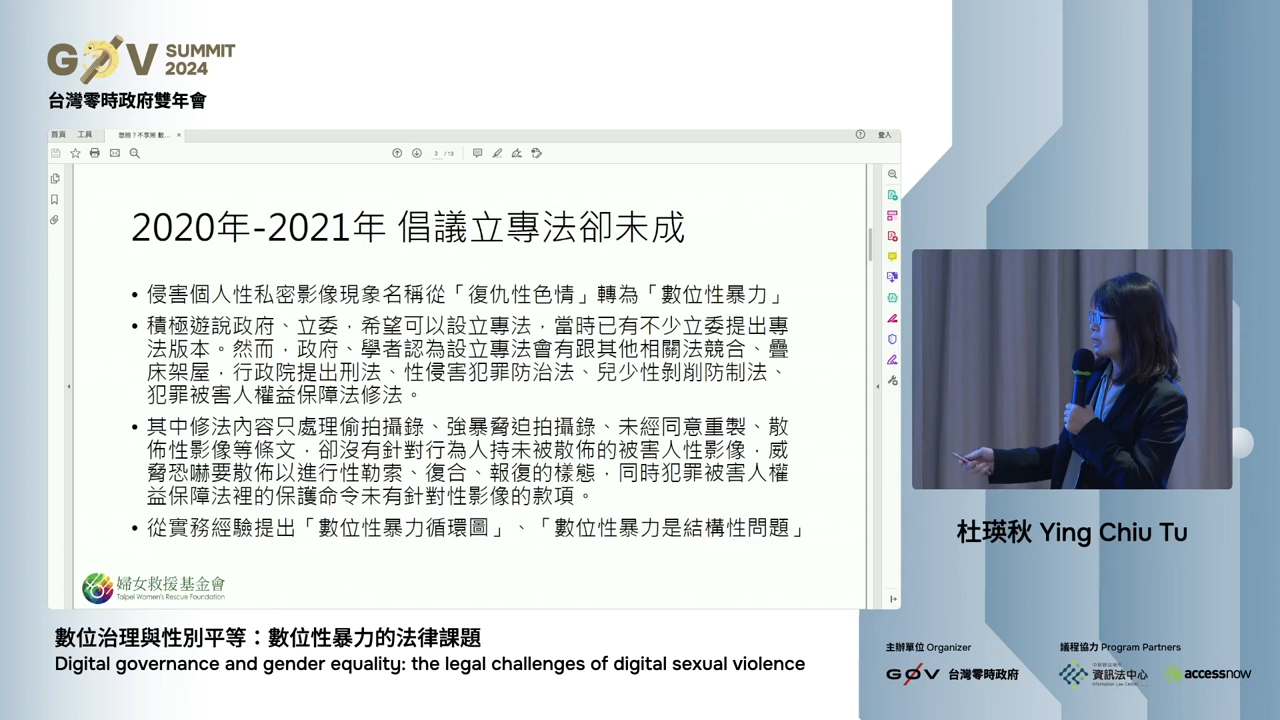 G0V SUMMIT 2024
台灣零時政府雙年會
首頁 工具 想照？不享照 數... × 登入
2 / 13
2020年-2021年 倡議立專法卻未成
• 侵害個人性私密影像現象名稱從「復仇性色情」轉為「數位性暴力」
• 積極遊說政府、立委，希望可以設立專法，當時已有不少立委提出專
法版本。然而，政府、學者認為設立專法會有跟其他相關法競合、疊
床架屋，行政院提出刑法、性侵害犯罪防治法、兒少性剝削防制法、
犯罪被害人權益保障法修法。
• 其中修法內容只處理偷拍攝錄、強暴脅迫拍攝錄、未經同意重製、散
佈性影像等條文，卻沒有針對行為人持未被散佈的被害人性影像，威
脅恐嚇要散佈以進行性勒索、復合、報復的樣態，同時犯罪被害人權
益保障法裡的保護命令未有針對性影像的款項。
• 從實務經驗提出「數位性暴力循環圖」、「數位性暴力是結構性問題」
婦女救援基金會
Taipei Women's Rescue Foundation
杜瑛秋 Ying Chiu Tu
數位治理與性別平等：數位性暴力的法律課題
Digital governance and gender equality: the legal challenges of digital sexual violence
主辦單位 Organizer
G0V 台灣零時政府
議程協力 Program Partners
資訊法中心
Information Law Center
accessnow